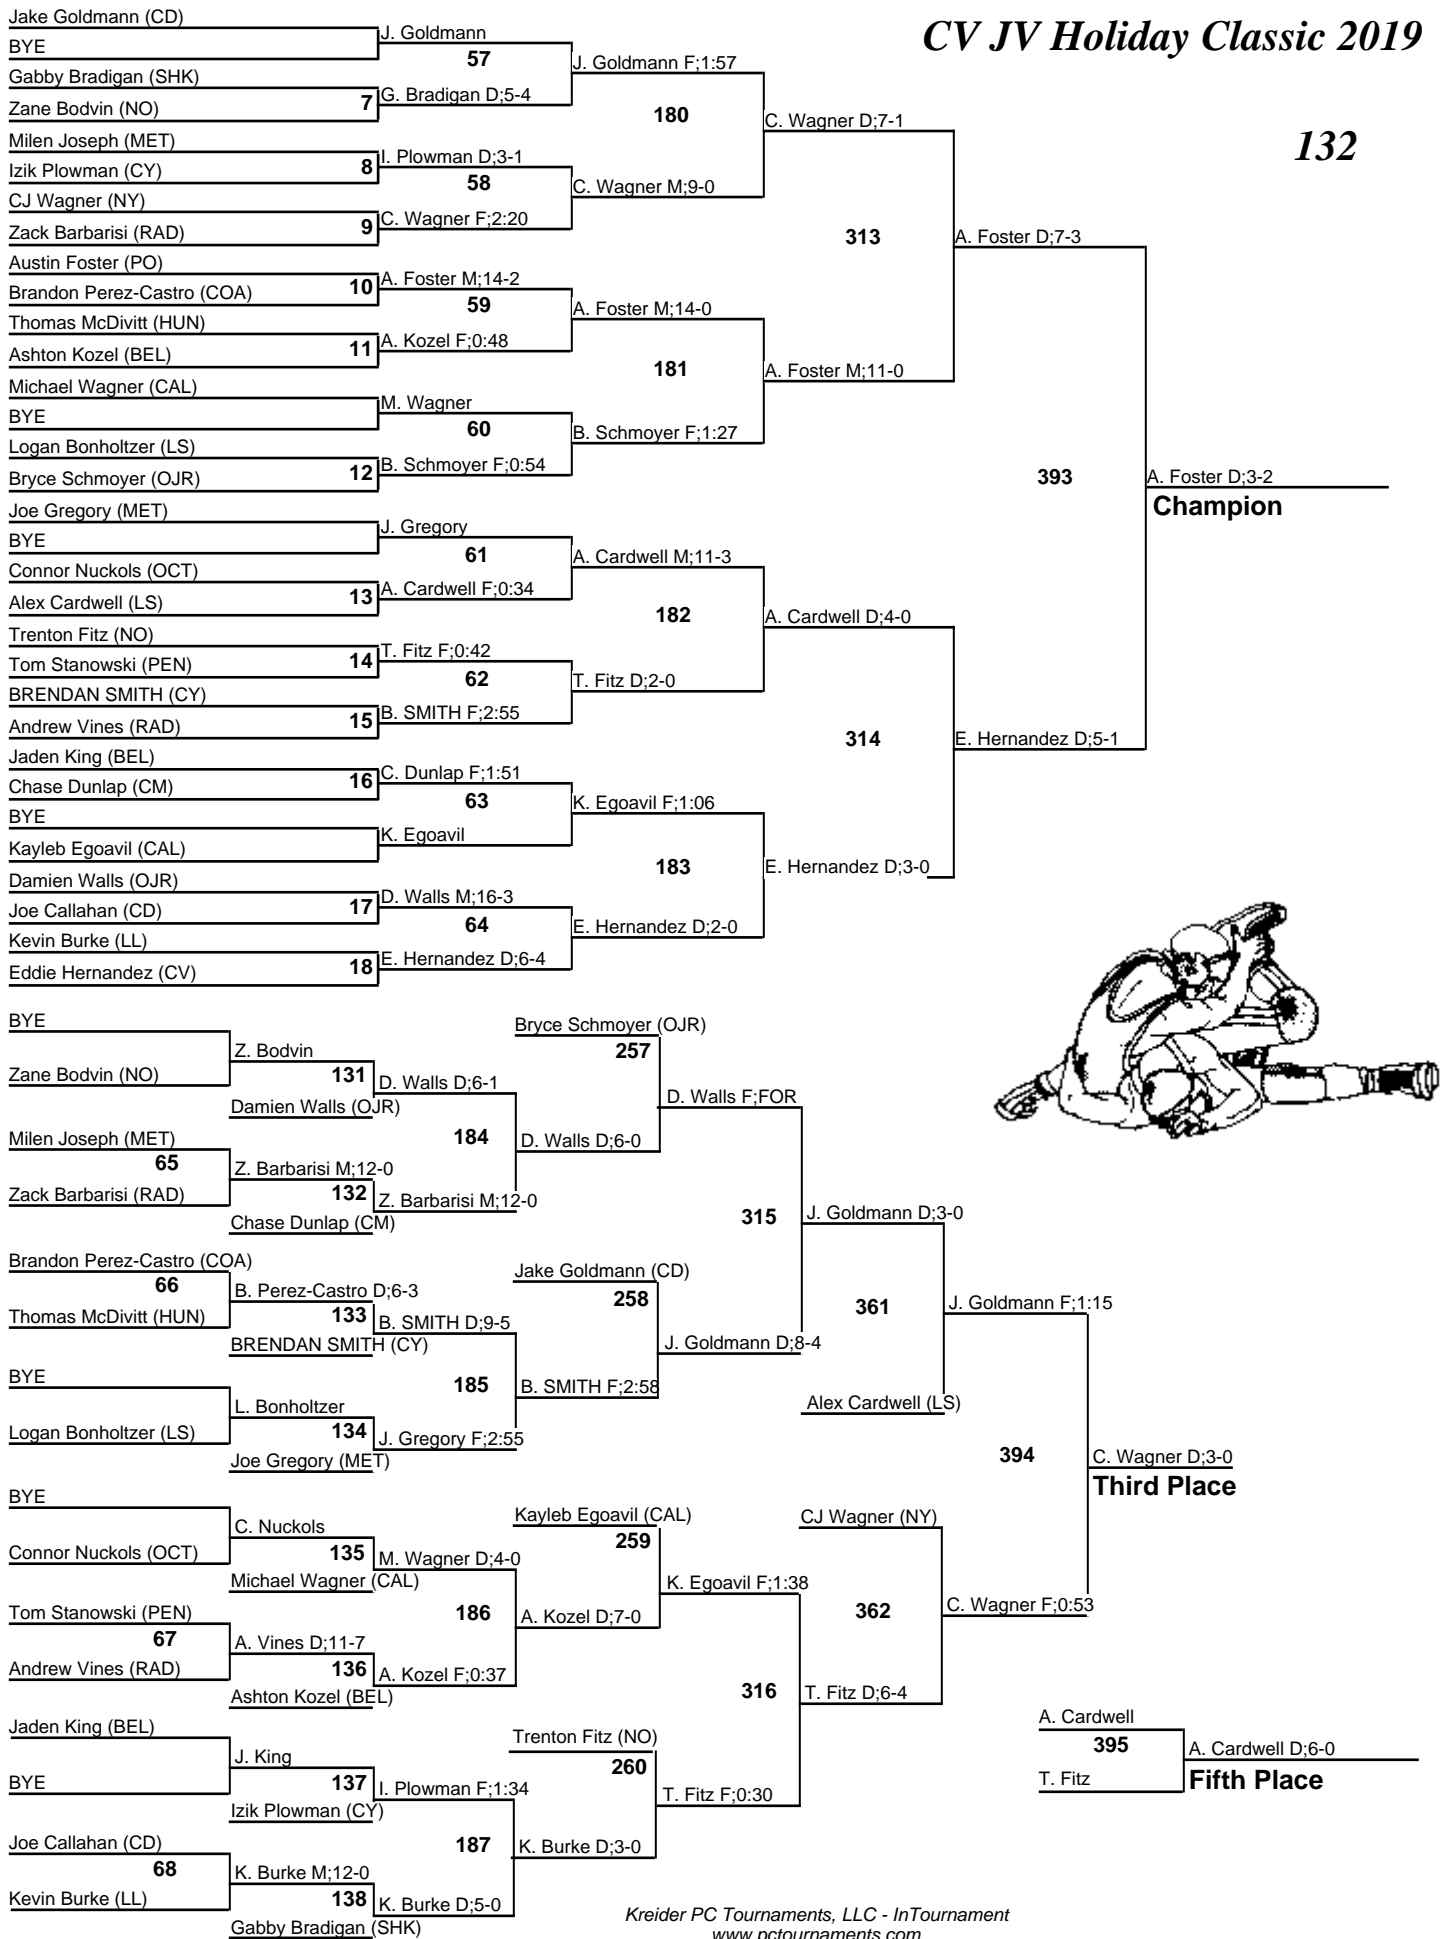 CV JV Holiday Classic 2019
132
Jake Goldmann (CD)
BYE
Gabby Bradigan (SHK)
Zane Bodvin (NO)
7
Milen Joseph (MET)
Izik Plowman (CY)
8
CJ Wagner (NY)
Zack Barbarisi (RAD)
9
Austin Foster (PO)
Brandon Perez-Castro (COA)
10
Thomas McDivitt (HUN)
Ashton Kozel (BEL)
11
Michael Wagner (CAL)
BYE
Logan Bonholtzer (LS)
Bryce Schmoyer (OJR)
12
Joe Gregory (MET)
BYE
Connor Nuckols (OCT)
Alex Cardwell (LS)
13
Trenton Fitz (NO)
Tom Stanowski (PEN)
14
BRENDAN SMITH (CY)
Andrew Vines (RAD)
15
Jaden King (BEL)
Chase Dunlap (CM)
16
BYE
Kayleb Egoavil (CAL)
Damien Walls (OJR)
Joe Callahan (CD)
17
Kevin Burke (LL)
Eddie Hernandez (CV)
18
J. Goldmann
57
G. Bradigan D;5-4
I. Plowman D;3-1
58
C. Wagner F;2:20
A. Foster M;14-2
59
A. Kozel F;0:48
M. Wagner
60
B. Schmoyer F;0:54
J. Gregory
61
A. Cardwell F;0:34
T. Fitz F;0:42
62
B. SMITH F;2:55
C. Dunlap F;1:51
63
K. Egoavil
D. Walls M;16-3
64
E. Hernandez D;6-4
J. Goldmann F;1:57
180
C. Wagner M;9-0
A. Foster M;14-0
181
B. Schmoyer F;1:27
A. Cardwell M;11-3
182
T. Fitz D;2-0
K. Egoavil F;1:06
183
E. Hernandez D;2-0
C. Wagner D;7-1
313
A. Foster M;11-0
A. Cardwell D;4-0
314
E. Hernandez D;3-0
A. Foster D;7-3
393
E. Hernandez D;5-1
A. Foster D;3-2
Champion
BYE
Zane Bodvin (NO)
Milen Joseph (MET)
65
Zack Barbarisi (RAD)
Brandon Perez-Castro (COA)
66
Thomas McDivitt (HUN)
BYE
Logan Bonholtzer (LS)
BYE
Connor Nuckols (OCT)
Tom Stanowski (PEN)
67
Andrew Vines (RAD)
Jaden King (BEL)
BYE
Joe Callahan (CD)
68
Kevin Burke (LL)
Z. Bodvin
131
Damien Walls (OJR)
Z. Barbarisi M;12-0
132
Chase Dunlap (CM)
B. Perez-Castro D;6-3
133
BRENDAN SMITH (CY)
L. Bonholtzer
134
Joe Gregory (MET)
C. Nuckols
135
Michael Wagner (CAL)
A. Vines D;11-7
136
Ashton Kozel (BEL)
J. King
137
Izik Plowman (CY)
K. Burke M;12-0
138
Gabby Bradigan (SHK)
D. Walls D;6-1
184
Z. Barbarisi M;12-0
B. SMITH D;9-5
185
J. Gregory F;2:55
M. Wagner D;4-0
186
A. Kozel F;0:37
I. Plowman F;1:34
187
K. Burke D;5-0
Bryce Schmoyer (OJR)
257
D. Walls D;6-0
Jake Goldmann (CD)
258
B. SMITH F;2:58
Kayleb Egoavil (CAL)
259
A. Kozel D;7-0
Trenton Fitz (NO)
260
K. Burke D;3-0
D. Walls F;FOR
315
J. Goldmann D;8-4
K. Egoavil F;1:38
316
T. Fitz F;0:30
J. Goldmann D;3-0
361
Alex Cardwell (LS)
CJ Wagner (NY)
362
T. Fitz D;6-4
J. Goldmann F;1:15
394
C. Wagner F;0:53
C. Wagner D;3-0
Third Place
A. Cardwell
395
T. Fitz
A. Cardwell D;6-0
Fifth Place
Kreider PC Tournaments, LLC - InTournament
www.pctournaments.com